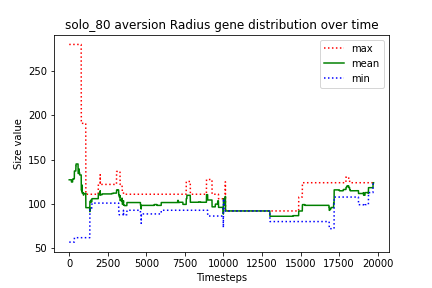 solo_80 aversion Radius gene distribution over time
max
mean
min
Size value
250
200
150
100
50
0 2500 5000 7500 10000 12500 15000 17500 20000
Timesteps